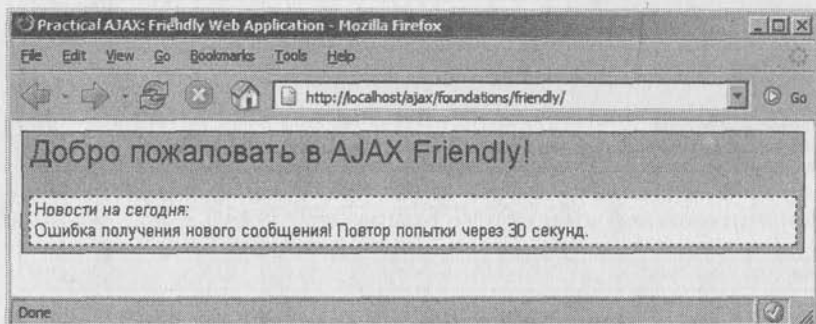 Practical AJAX: Friendly Web Application - Mozilla Firefox
File Edit View Go Bookmarks Tools Help
http://localhost/ajax/foundations/friendly/ Go
Добро пожаловать в AJAX Friendly!
Новости на сегодня:
Ошибка получения нового сообщения! Повтор попытки через 30 секунд.
Done